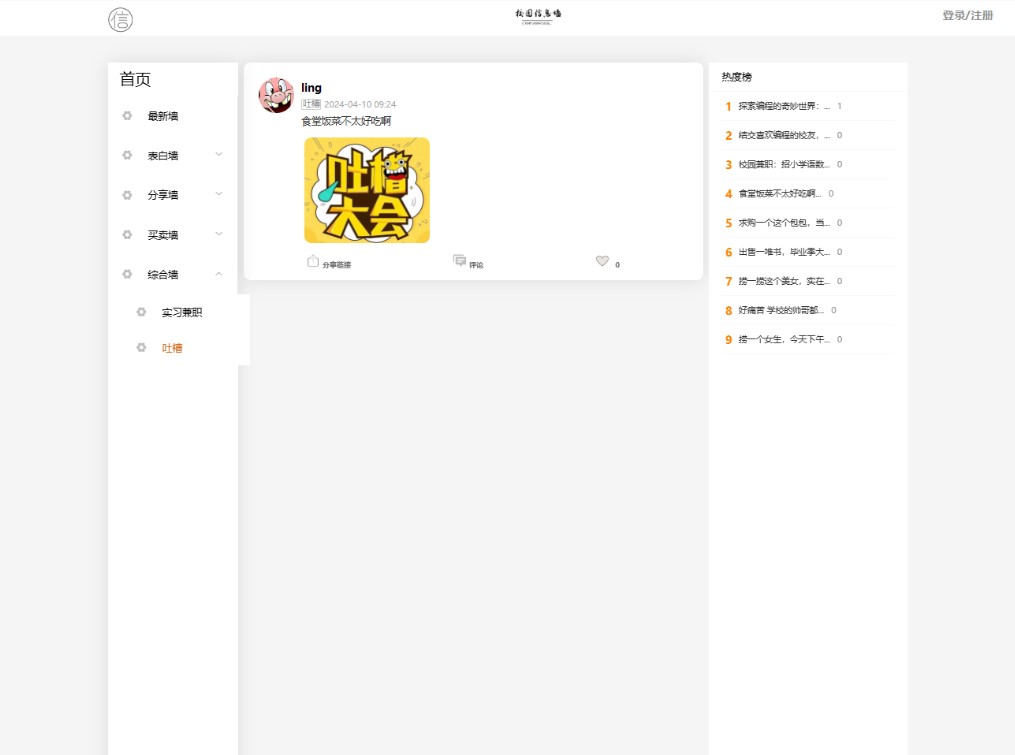 信
校园信息墙
登录/注册
首页
最新墙
表白墙
分享墙
买卖墙
综合墙
实习兼职
吐槽
ling
吐槽 2024-04-10 09:24
食堂饭菜不太好吃啊
吐槽
大会
分享链接
评论
0
热度榜
1 探索编程的奇妙世界：... 1
2 结交喜欢编程的校友，... 0
3 校园兼职：招小学语数... 0
4 食堂饭菜不太好吃啊... 0
5 求购一个这个包包，当... 0
6 出售一堆书，毕业季大... 0
7 捞一捞这个美女，实在... 0
8 好痛苦 学校的帅哥都... 0
9 捞一个女生，今天下午... 0